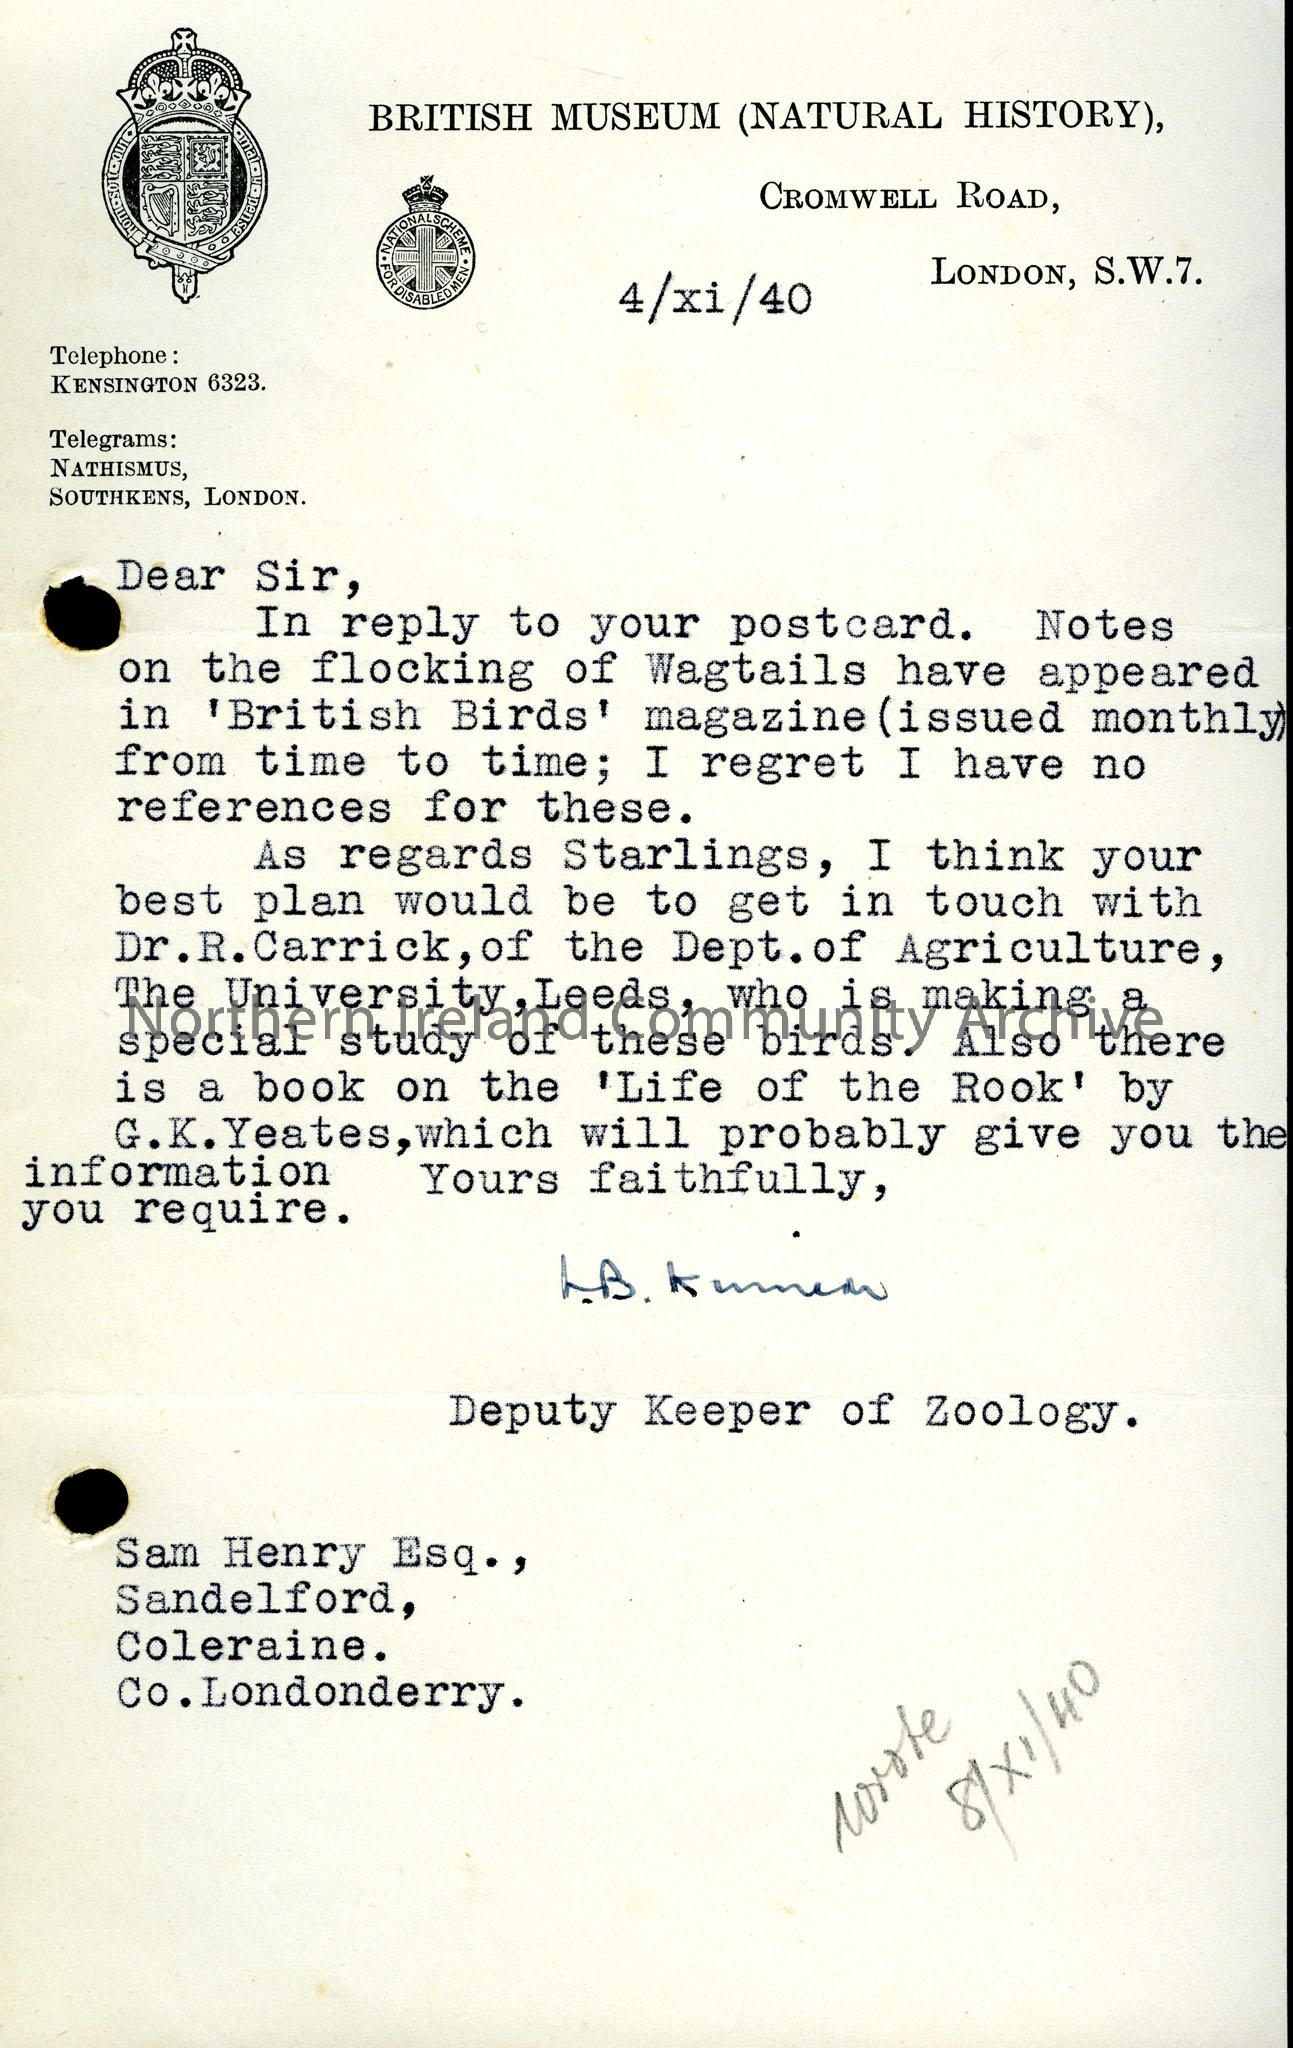 BRITISH MUSEUM (NATURAL HISTORY),
CROMWELL ROAD,
LONDON, S.W.7.
NATIONAL SCHEME
FOR DISABLED MEN
4/xi/40
Telephone:
KENSINGTON 6323.
Telegrams:
NATHISMUS,
SOUTHKENS, LONDON.
Dear Sir,
In reply to your postcard. Notes
on the flocking of Wagtails have appeared
in 'British Birds' magazine(issued monthly)
from time to time; I regret I have no
references for these.
As regards Starlings, I think your
best plan would be to get in touch with
Dr.R.Carrick,of the Dept.of Agriculture,
The University,Leeds, who is making a
Northern Ireland Community Archive
special study of these birds. Also there
is a book on the 'Life of the Rook' by
G.K.Yeates,which will probably give you the
information Yours faithfully,
you require.
.B.
Deputy Keeper of Zoology.
Sam Henry Esq.,
Sandelford,
Coleraine.
Co.Londonderry.
wrote
8/XI/40